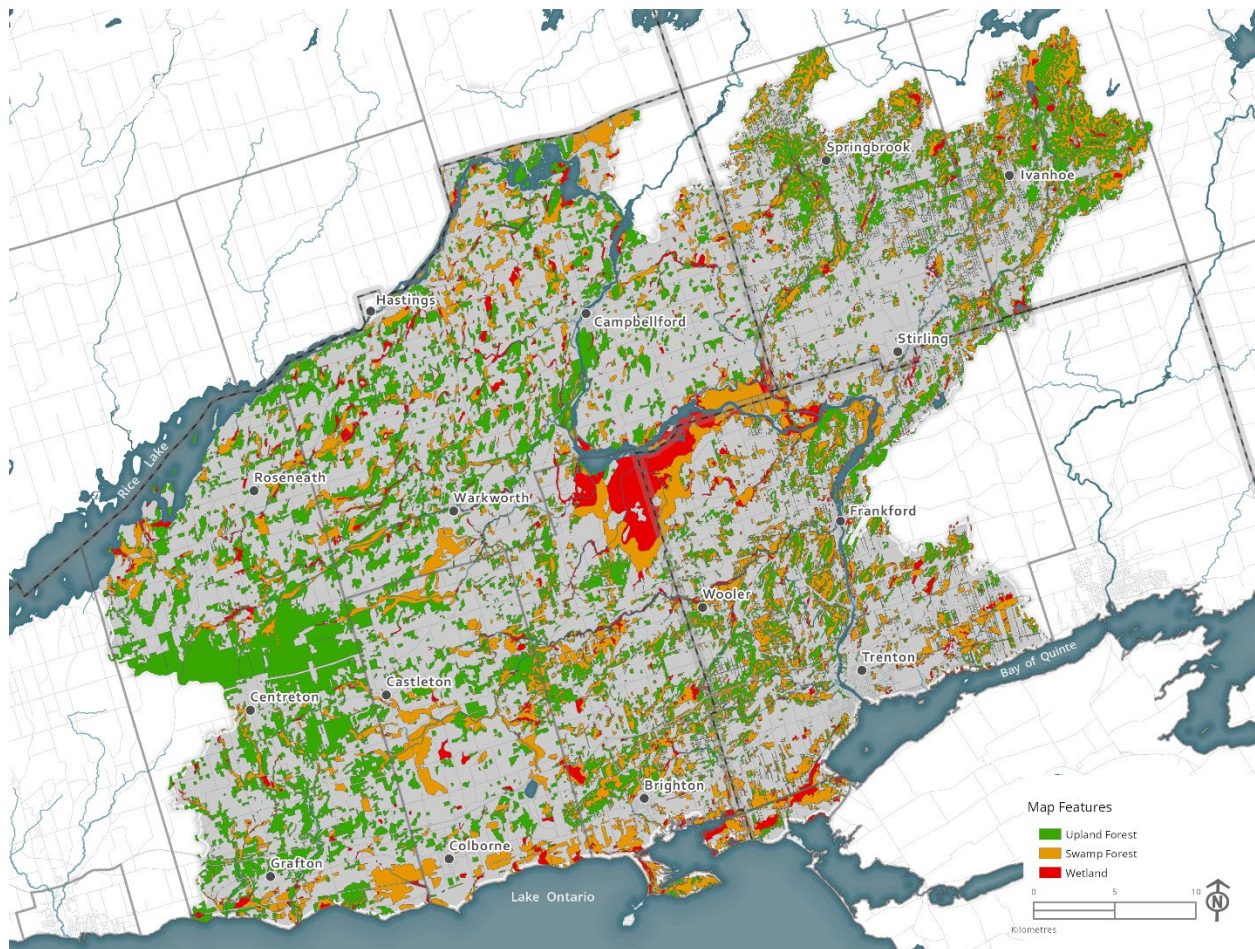 Springbrook
Ivanhoe
Hastings
Campbellford
Stirling
Rice Lake
Roseneath
Warkworth
Frankford
Wooler
Trenton
Bay of Quinte
Centreton
Castleton
Brighton
Grafton
Colborne
Lake Ontario
Map Features
Upland Forest
Swamp Forest
Wetland
0 5 10
Kilometres
N